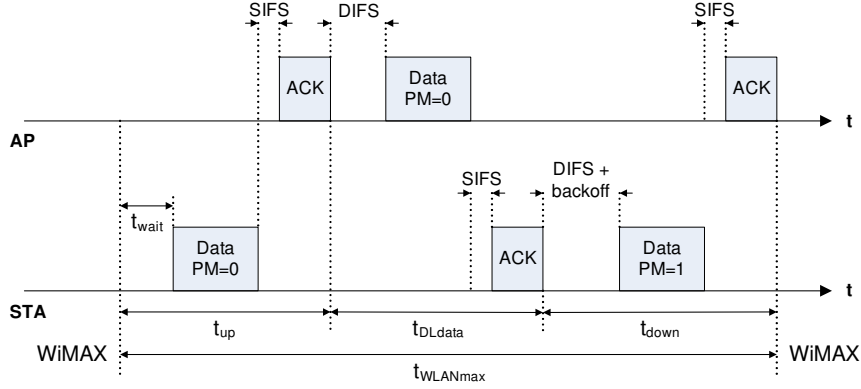 SIFS
DIFS
SIFS
ACK
Data
PM=0
ACK
t
AP
SIFS
DIFS +
backoff
twait
Data
PM=0
ACK
Data
PM=1
t
STA
tup
tDLdata
tdown
WiMAX
WiMAX
tWLANmax